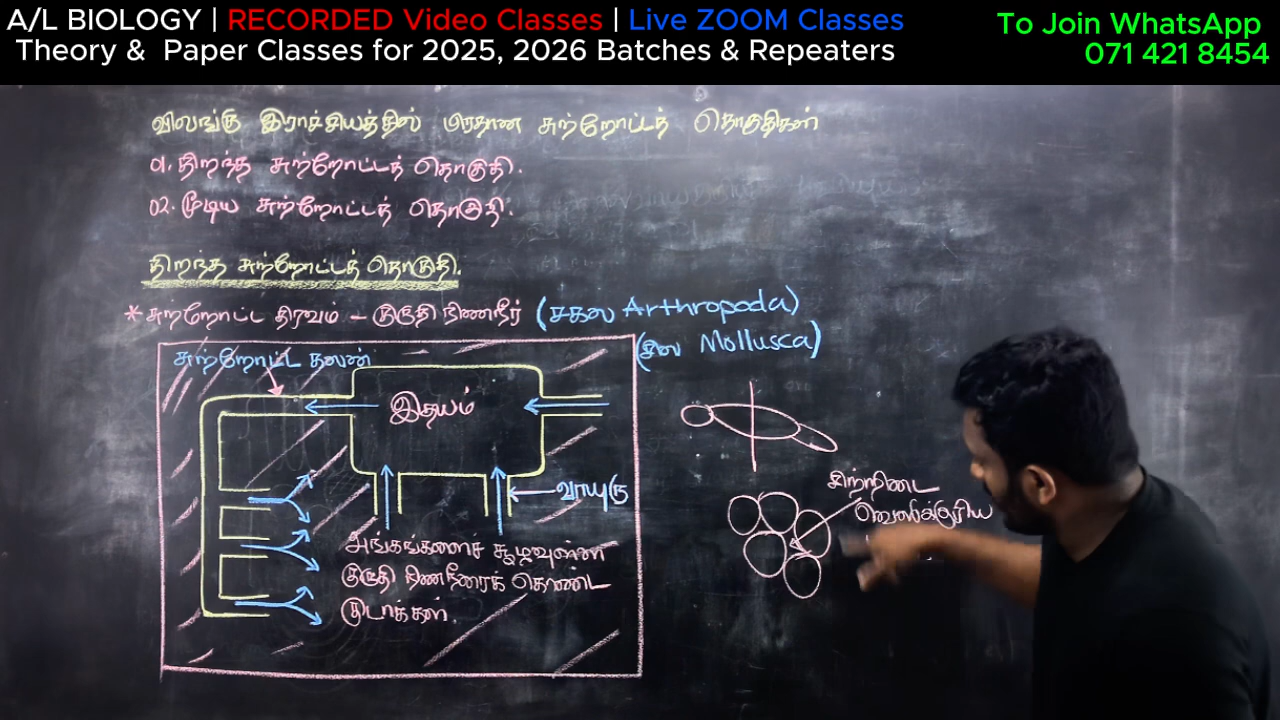 A/L BIOLOGY | RECORDED Video Classes | Live ZOOM Classes
Theory & Paper Classes for 2025, 2026 Batches & Repeaters
To Join WhatsApp
071 421 8454
விலங்கு இராச்சியத்தில் பிரதான சுற்றோட்டத் தொகுதிகள்
01. திறந்த சுற்றோட்டத் தொகுதி.
02. மூடிய சுற்றோட்டத் தொகுதி.
திறந்த சுற்றோட்டத் தொகுதி.
* சுற்றோட்ட திரவம் - குருதி நிணநீர் (சகல Arthropoda)
(சில Mollusca)
சுற்றோட்ட கலன்
இதயம்
வாயுரு
அங்கங்களைச் சூழவுள்ள
குருதி நிணநீரைக் கொண்ட
குடாக்கள்.
சிற்றிடை
வெளிக்குரிய